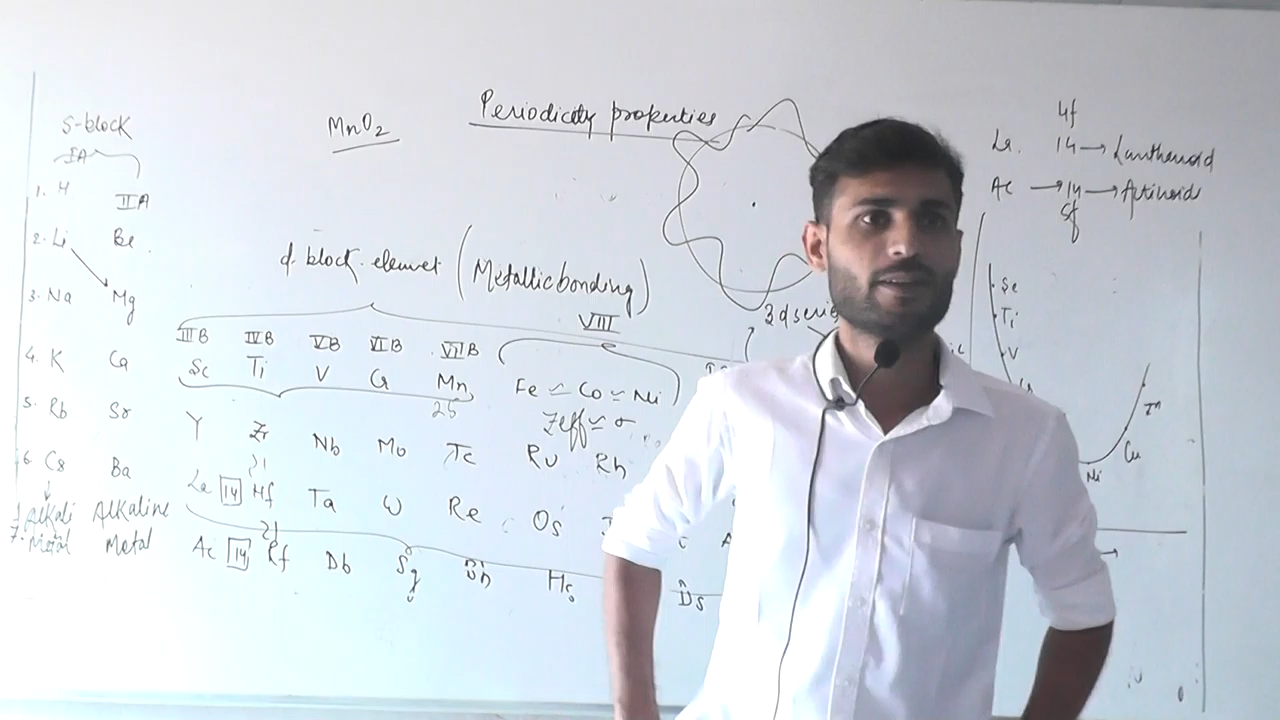 Periodicity properties
MnO2
S-block
IA
1. H IIA
2. Li Be
3. Na Mg
4. K Ca
5. Rb Sr
6. Cs Ba
Alkali Alkaline
7. Metal Metal
d-block elemet (Metallic bonding)
IIIB IVB VB VIB VIIB VIII
Sc Ti V Cr Mn Fe ≃ Co ≃ Ni
25 Zeff ≃ σ
Y Zr Nb Mo Tc Ru Rh
La 14 Hf Ta W Re Os
Ac 14 Rf Db Sg Bh Hs Ds
4f
La. 14 → Lanthanoid
Ac → 14 → Actinoid
5f
3d serie
Sc
Ti
V
Ni
Cu
Zn